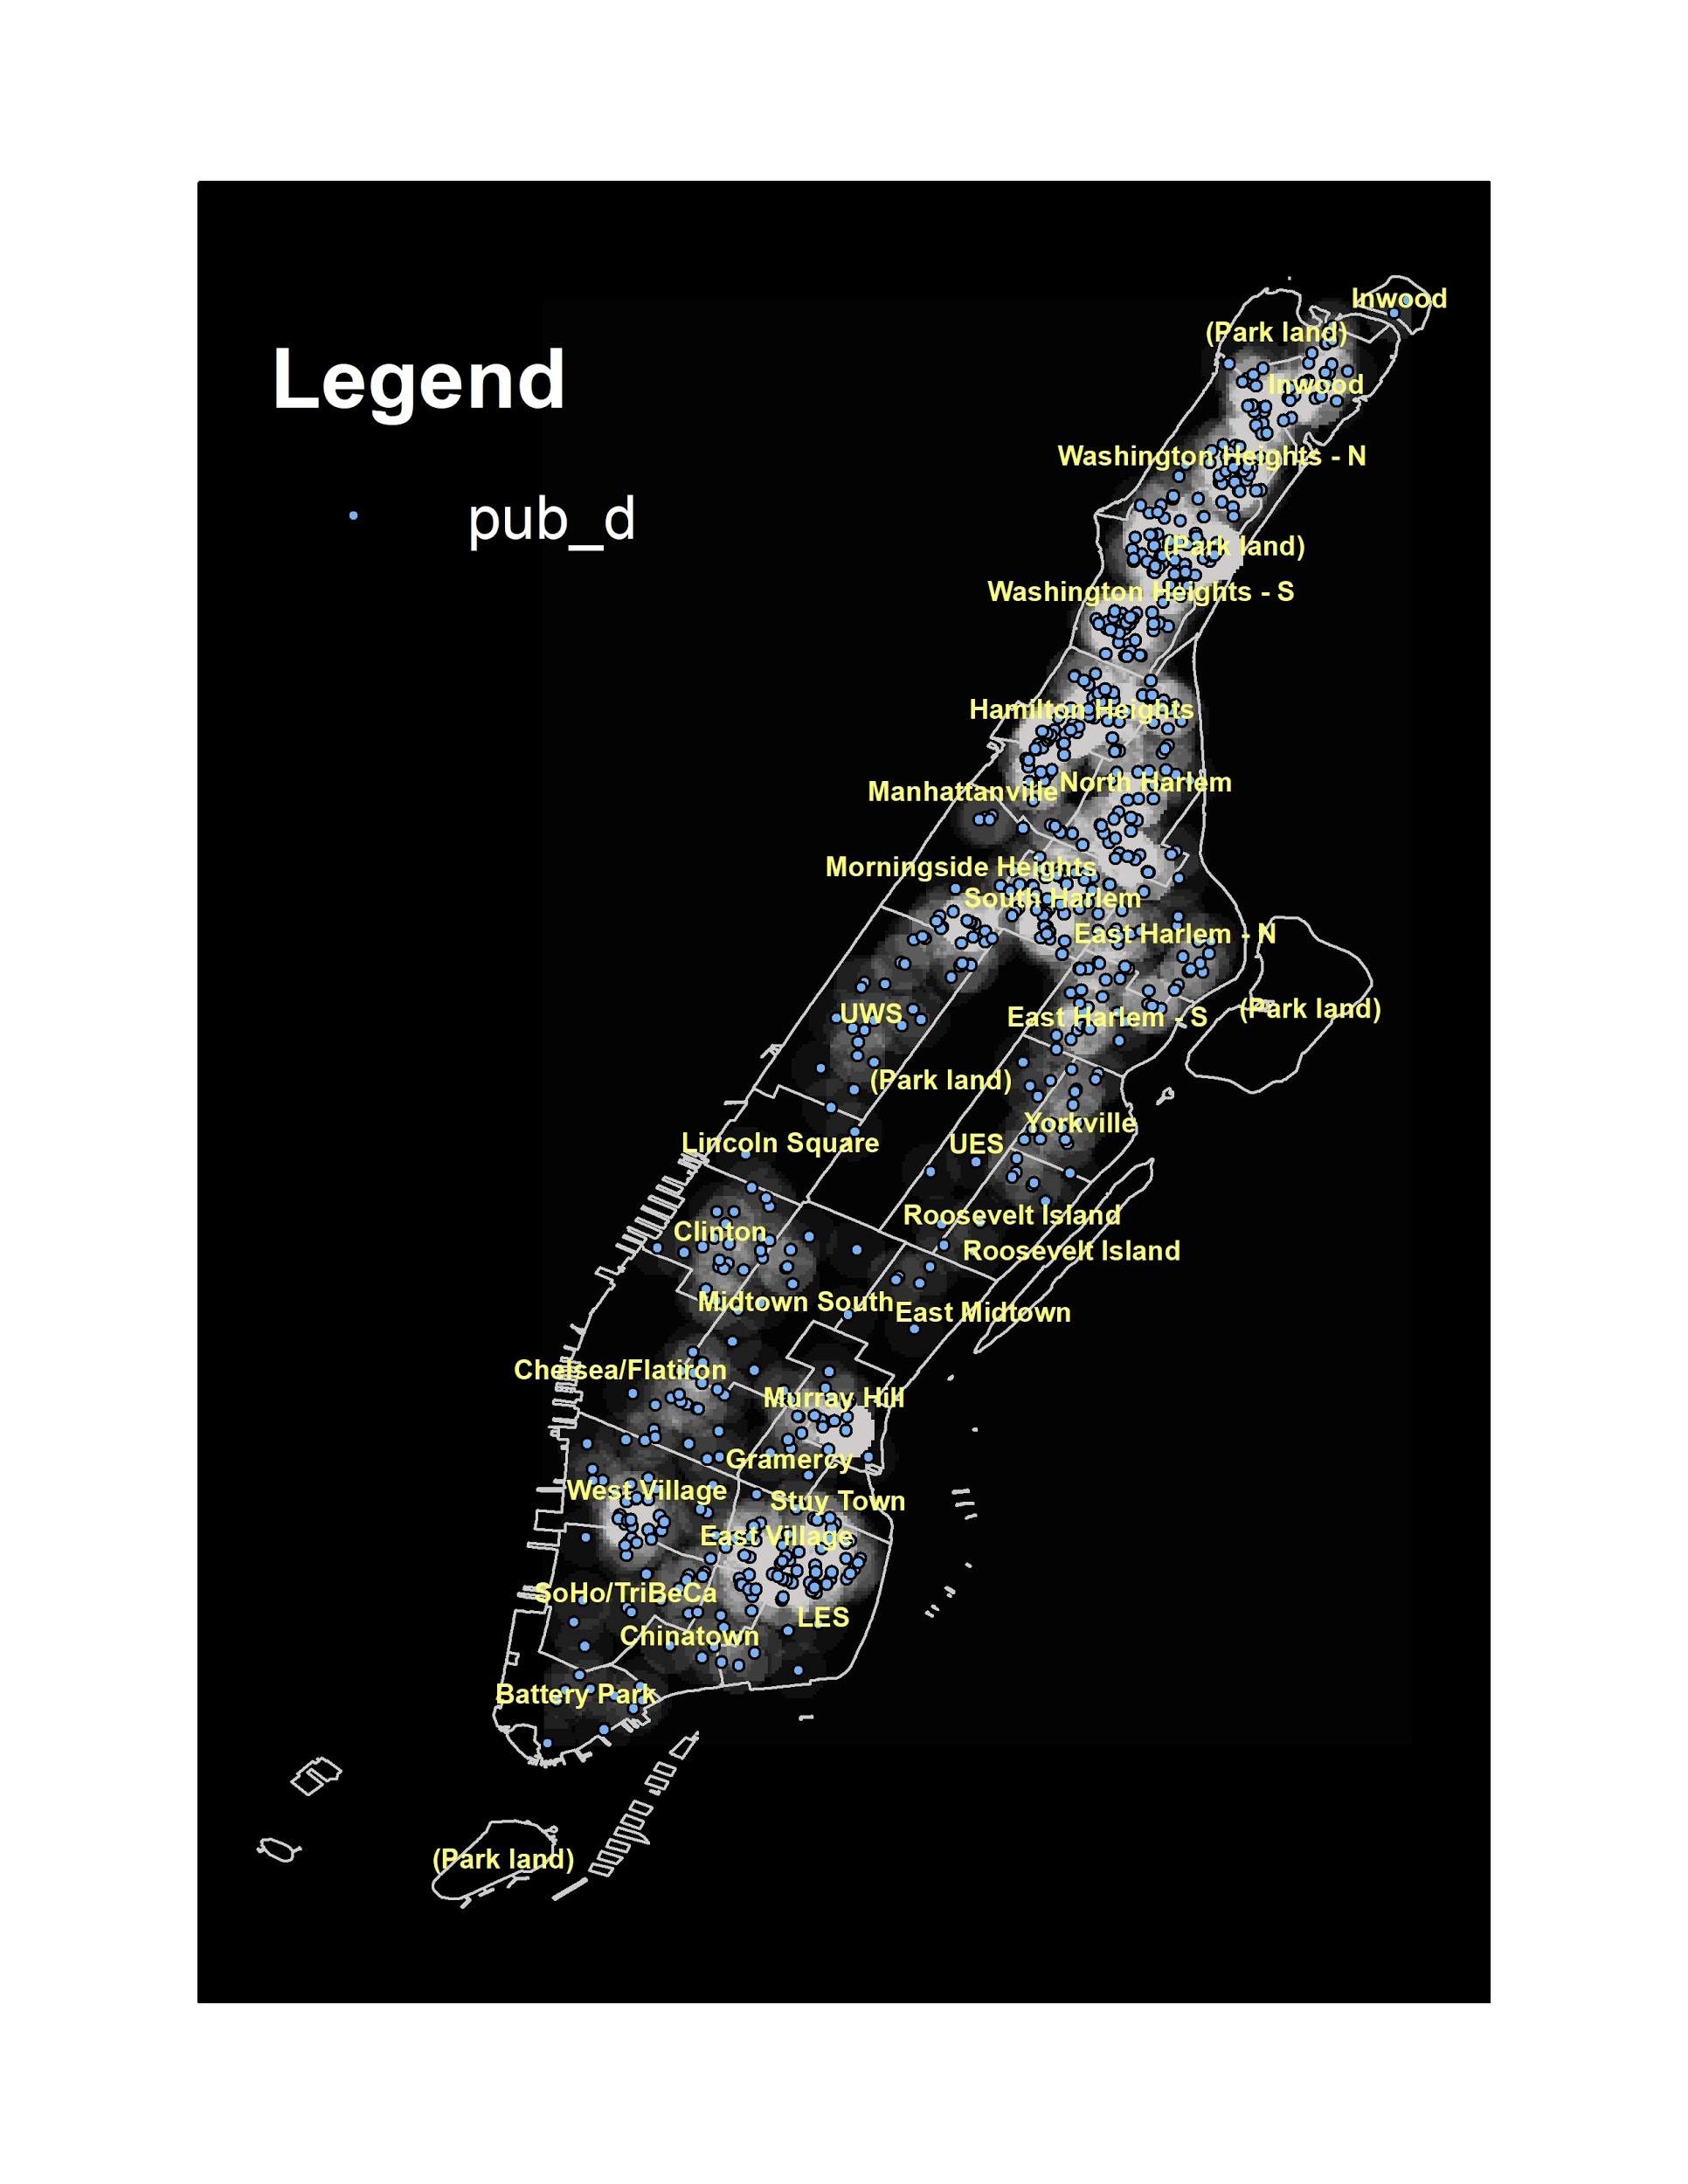 Inwood
(Park land)
Legend
Inwood
Washington Heights - N
pub_d
(Park land)
Washington Heights - S
Hamilton Heights
North Harlem
Manhattanville
Morningside Heights
South Harlem
East Harlem - N
(Park land)
UWS
East Harlem - S
(Park land)
Yorkville
Lincoln Square
UES
Roosevelt Island
Clinton
Roosevelt Island
Midtown South
East Midtown
Chelsea/Flatiron
Murray Hill
Gramercy
West Village
Stuy Town
East Village
SoHo/TriBeCa
LES
Chinatown
Battery Park
(Park land)